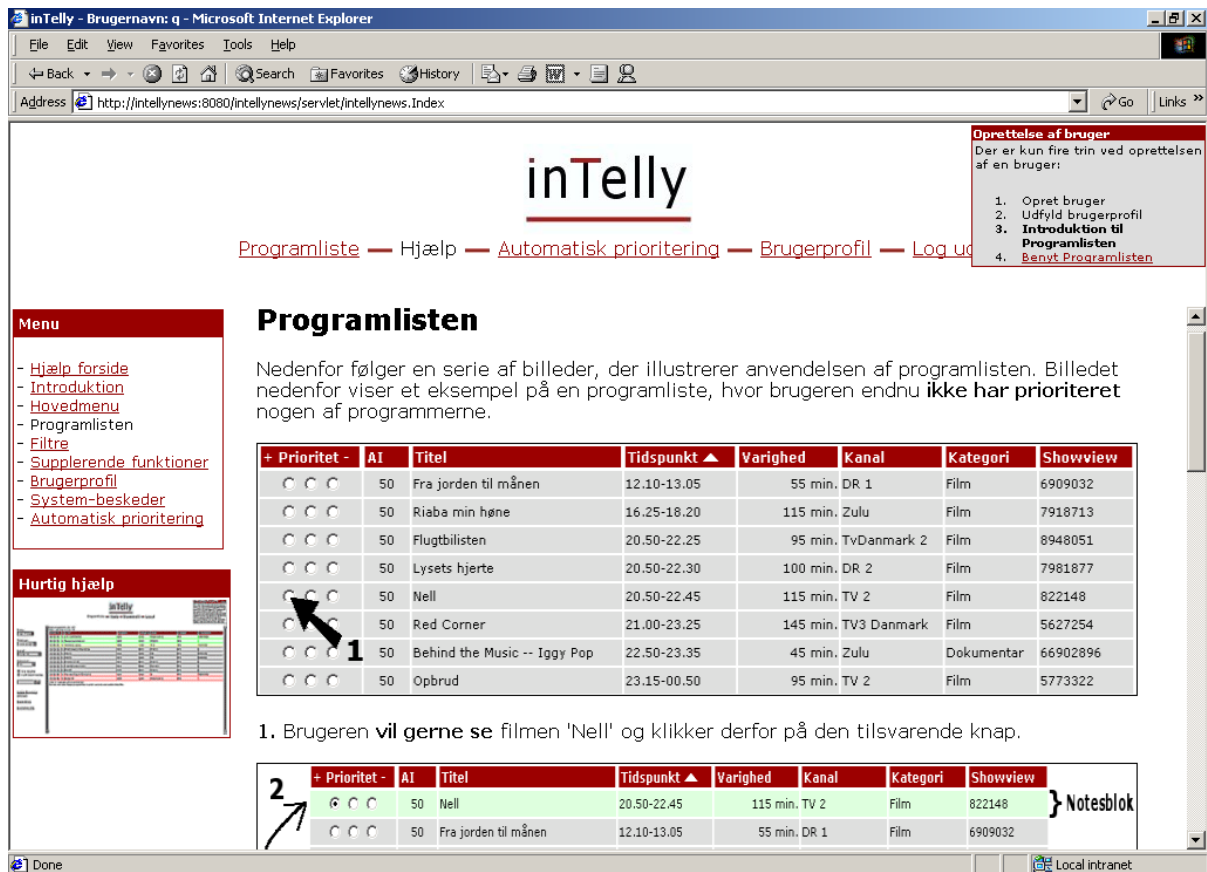 inTelly - Brugernavn: q - Microsoft Internet Explorer
File Edit View Favorites Tools Help
Back Search Favorites History
Address http://intellynews:8080/intellynews/servlet/intellynews.Index Go Links »
Oprettelse af bruger
Der er kun fire trin ved oprettelsen
af en bruger:
1. Opret bruger
2. Udfyld brugerprofil
3. Introduktion til
Programlisten
4. Benyt Programlisten
inTelly
Programliste — Hjælp — Automatisk prioritering — Brugerprofil — Log ud
Menu
- Hjælp forside
- Introduktion
- Hovedmenu
- Programlisten
- Filtre
- Supplerende funktioner
- Brugerprofil
- System-beskeder
- Automatisk prioritering
Hurtig hjælp
inTelly
Programlisten
Nedenfor følger en serie af billeder, der illustrerer anvendelsen af programlisten. Billedet
nedenfor viser et eksempel på en programliste, hvor brugeren endnu ikke har prioriteret
nogen af programmerne.
+ Prioritet - AI Titel Tidspunkt Varighed Kanal Kategori Showview
50 Fra jorden til månen 12.10-13.05 55 min. DR 1 Film 6909032
50 Riaba min høne 16.25-18.20 115 min. Zulu Film 7918713
50 Flugtbilisten 20.50-22.25 95 min. TvDanmark 2 Film 8948051
50 Lysets hjerte 20.50-22.30 100 min. DR 2 Film 7981877
50 Nell 20.50-22.45 115 min. TV 2 Film 822148
50 Red Corner 21.00-23.25 145 min. TV3 Danmark Film 5627254
1 50 Behind the Music -- Iggy Pop 22.50-23.35 45 min. Zulu Dokumentar 66902896
50 Opbrud 23.15-00.50 95 min. TV 2 Film 5773322
1. Brugeren vil gerne se filmen 'Nell' og klikker derfor på den tilsvarende knap.
2 + Prioritet - AI Titel Tidspunkt Varighed Kanal Kategori Showview
50 Nell 20.50-22.45 115 min. TV 2 Film 822148 } Notesblok
50 Fra jorden til månen 12.10-13.05 55 min. DR 1 Film 6909032
Done Local intranet